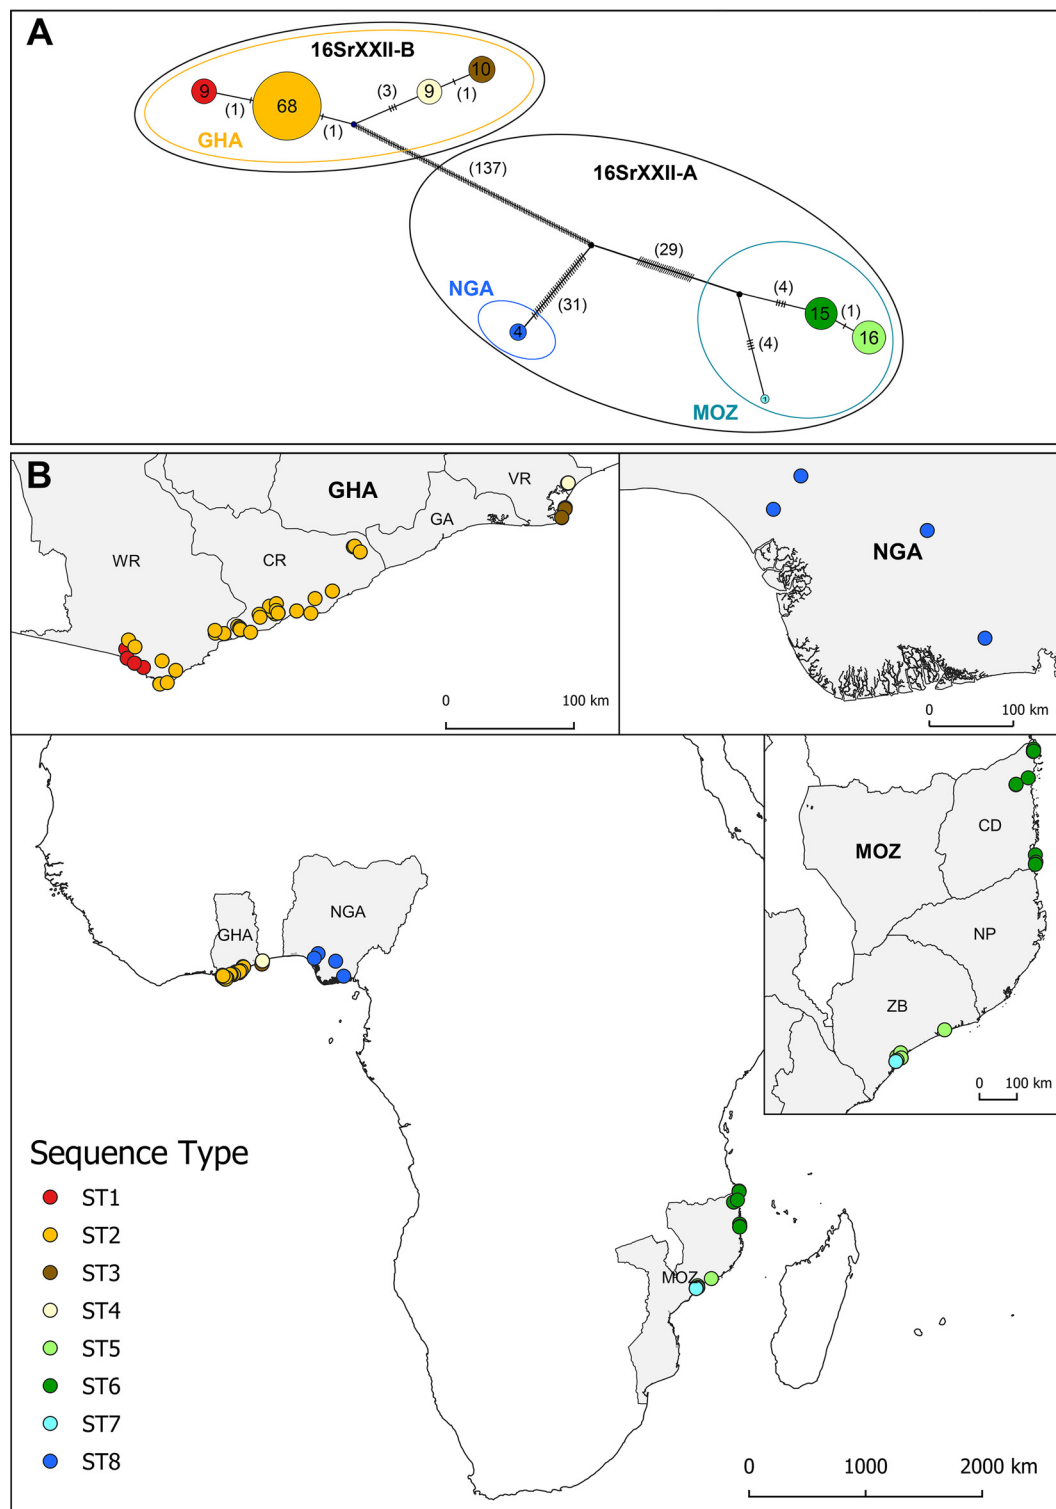 A
16SrXXII-B
9
68
9
10
(1)
(1)
(3)
(1)
GHA
(137)
16SrXXII-A
(29)
NGA
4
(31)
(4)
15
(1)
16
(4)
1
MOZ
B
GHA
VR
GA
WR
CR
0
100 km
NGA
0
100 km
MOZ
CD
NP
ZB
0
100 km
GHA
NGA
MOZ
Sequence Type
ST1
ST2
ST3
ST4
ST5
ST6
ST7
ST8
0
1000
2000 km